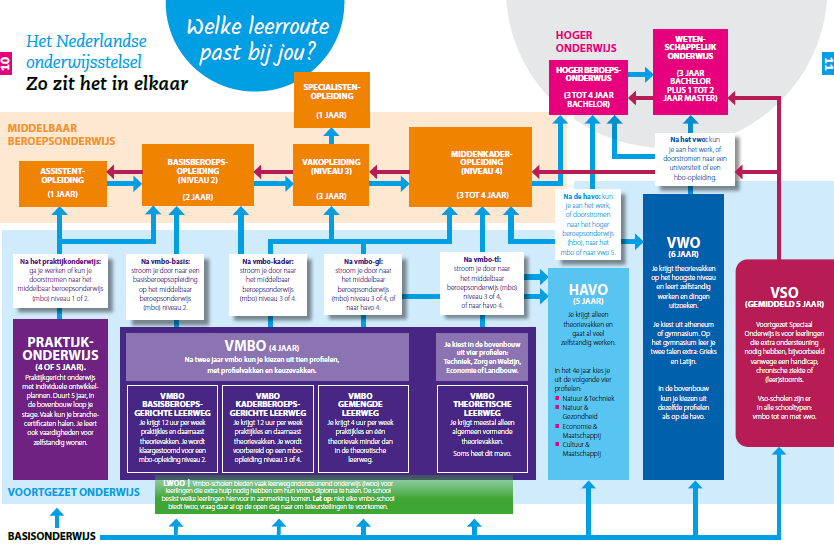 Het Nederlandse
onderwijsstelsel
Zo zit het in elkaar
Welke leerroute
past bij jou?
10
11
HOGER
ONDERWIJS
HOGER BEROEPS-
ONDERWIJS
(3 TOT 4 JAAR
BACHELOR)
WETEN-
SCHAPPELIJK
ONDERWIJS
(3 JAAR
BACHELOR
PLUS 1 TOT 2
JAAR MASTER)
SPECIALISTEN-
OPLEIDING
(1 JAAR)
MIDDELBAAR
BEROEPSONDERWIJS
ASSISTENT-
OPLEIDING
(1 JAAR)
BASISBEROEPS-
OPLEIDING
(NIVEAU 2)
(2 JAAR)
VAKOPLEIDING
(NIVEAU 3)
(3 JAAR)
MIDDENKADER-
OPLEIDING
(NIVEAU 4)
(3 TOT 4 JAAR)
Na het vwo: kun
je aan het werk, of
doorstromen naar een
universiteit of een
hbo-opleiding.
Na de havo: kun
je aan het werk,
of doorstromen
naar het hoger
beroepsonderwijs
(hbo), naar het
mbo of naar vwo 5.
Na het praktijkonderwijs:
ga je werken of kun je
doorstromen naar het
middelbaar beroepsonderwijs
(mbo) niveau 1 of 2.
Na vmbo-basis:
stroom je door naar een
basisberoepsopleiding
op het middelbaar
beroepsonderwijs
(mbo) niveau 2.
Na vmbo-kader:
stroom je door naar
het middelbaar
beroepsonderwijs
(mbo) niveau 3 of 4.
Na vmbo-gl:
stroom je door naar
het middelbaar
beroepsonderwijs
(mbo) niveau 3 of 4, of
naar havo 4.
Na vmbo-tl:
stroom je door naar
het middelbaar
beroepsonderwijs (mbo)
niveau 3 of 4,
of naar havo 4.
PRAKTIJK-
ONDERWIJS
(4 OF 5 JAAR).
Praktijkgericht onderwijs
met individuele ontwikkel-
plannen. Duurt 5 jaar, in
de bovenbouw loop je
stage. Vaak kun je branche-
certificaten halen. Je leert
ook vaardigheden voor
zelfstandig wonen.
VMBO (4 JAAR)
Na twee jaar vmbo kun je kiezen uit tien profielen,
met profielvakken en keuzevakken.
Je kiest in de bovenbouw
uit vier profielen:
Techniek, Zorg en Welzijn,
Economie of Landbouw.
VMBO
BASISBEROEPS-
GERICHTE LEERWEG
Je krijgt 12 uur per week
praktijkles en daarnaast
theorievakken. Je wordt
klaargestoomd voor een
mbo-opleiding niveau 2.
VMBO
KADERBEROEPS-
GERICHTE LEERWEG
Je krijgt 12 uur per week
praktijkles en daarnaast
theorievakken. Je wordt
voorbereid op een mbo-
opleiding niveau 3 of 4.
VMBO
GEMENGDE
LEERWEG
Je krijgt 4 uur per week
praktijkles en één
theorievak minder dan
in de theoretische
leerweg.
VMBO
THEORETISCHE
LEERWEG
Je krijgt meestal alleen
algemeen vormende
theorievakken.
Soms heet dit mavo.
HAVO
(5 JAAR)
Je krijgt alleen
theorievakken en
gaat al veel
zelfstandig werken.
In het 4e jaar kies je
uit de volgende vier
profielen:
Natuur & Techniek
Natuur &
Gezondheid
Economie &
Maatschappij
Cultuur &
Maatschappij
VWO
(6 JAAR)
Je krijgt theorievakken
op het hoogste niveau
en leert zelfstandig
werken en dingen
uitzoeken.
Je kiest uit atheneum
of gymnasium. Op
het gymnasium leer je
twee talen extra: Grieks
en Latijn.
In de bovenbouw
kun je kiezen uit
dezelfde profielen
als op de havo.
VSO
(GEMIDDELD 5 JAAR)
Voortgezet Speciaal
Onderwijs is voor leerlingen
die extra ondersteuning
nodig hebben, bijvoorbeeld
vanwege een handicap,
chronische ziekte of
(leer)stoornis.
Vso-scholen zijn er
in alle schooltypen:
vmbo tot en met vwo.
VOORTGEZET ONDERWIJS
LWOO | Vmbo-scholen bieden vaak leerwegondersteunend onderwijs (lwoo) voor
leerlingen die extra hulp nodig hebben om hun vmbo-diploma te halen. De school
beslist welke leerlingen hiervoor in aanmerking komen. Let op: niet elke vmbo-school
biedt lwoo, vraag daar al op de open dag naar om teleurstellingen te voorkomen.
BASISONDERWIJS